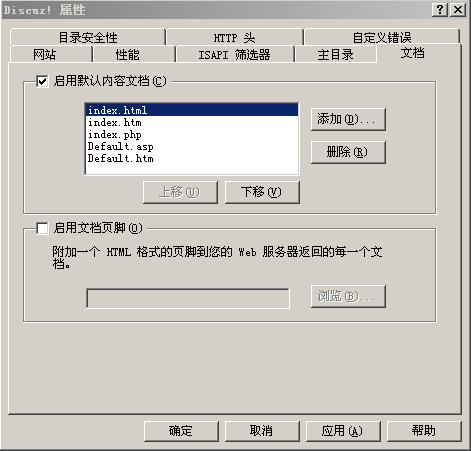 Discuz! 属性
目录安全性 HTTP 头 自定义错误
网站 性能 ISAPI 筛选器 主目录 文档
启用默认内容文档(C)
index.html
index.htm
index.php
Default.asp
Default.htm
添加(D)...
删除(R)
上移(U) 下移(V)
启用文档页脚(O)
附加一个 HTML 格式的页脚到您的 Web 服务器返回的每一个文
档。
浏览(B)...
确定 取消 应用(A) 帮助